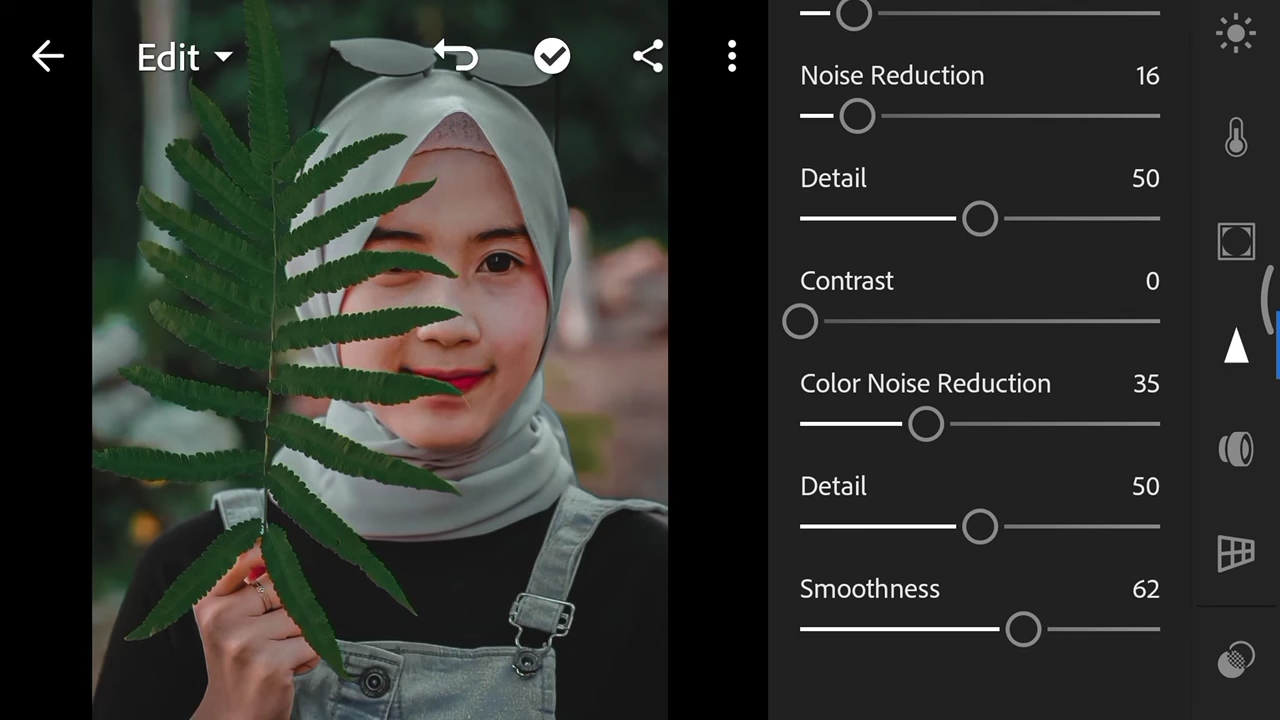 Edit
Noise Reduction 16
Detail 50
Contrast 0
Color Noise Reduction 35
Detail 50
Smoothness 62